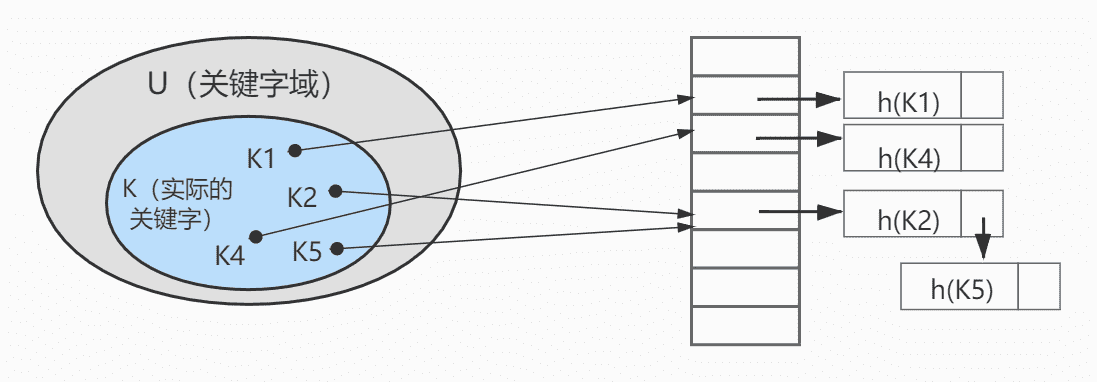 U（关键字域）
K1
K（实际的
关键字）
K2
K4
K5
h(K1)
h(K4)
h(K2)
h(K5)